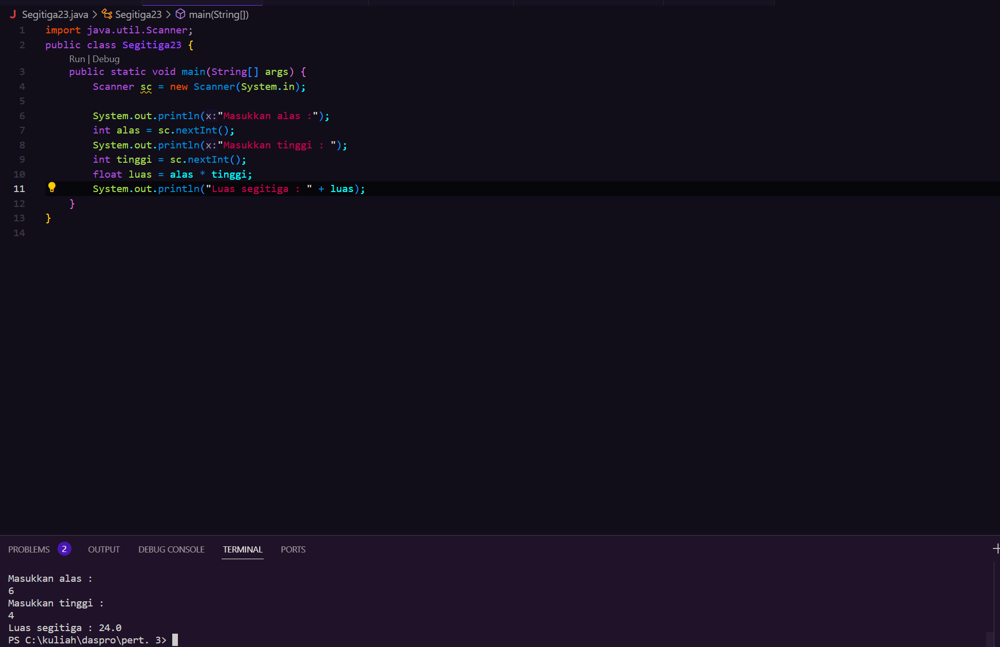 J Segitiga23.java > Segitiga23 > main(String[])
1 import java.util.Scanner;
2 public class Segitiga23 {
Run | Debug
3     public static void main(String[] args) {
4         Scanner sc = new Scanner(System.in);
5
6         System.out.println(x:"Masukkan alas :");
7         int alas = sc.nextInt();
8         System.out.println(x:"Masukkan tinggi : ");
9         int tinggi = sc.nextInt();
10         float luas = alas * tinggi;
11         System.out.println("Luas segitiga : " + luas);
12     }
13 }
14
PROBLEMS 2 OUTPUT DEBUG CONSOLE TERMINAL PORTS
Masukkan alas :
6
Masukkan tinggi :
4
Luas segitiga : 24.0
PS C:\kuliah\daspro\pert. 3>